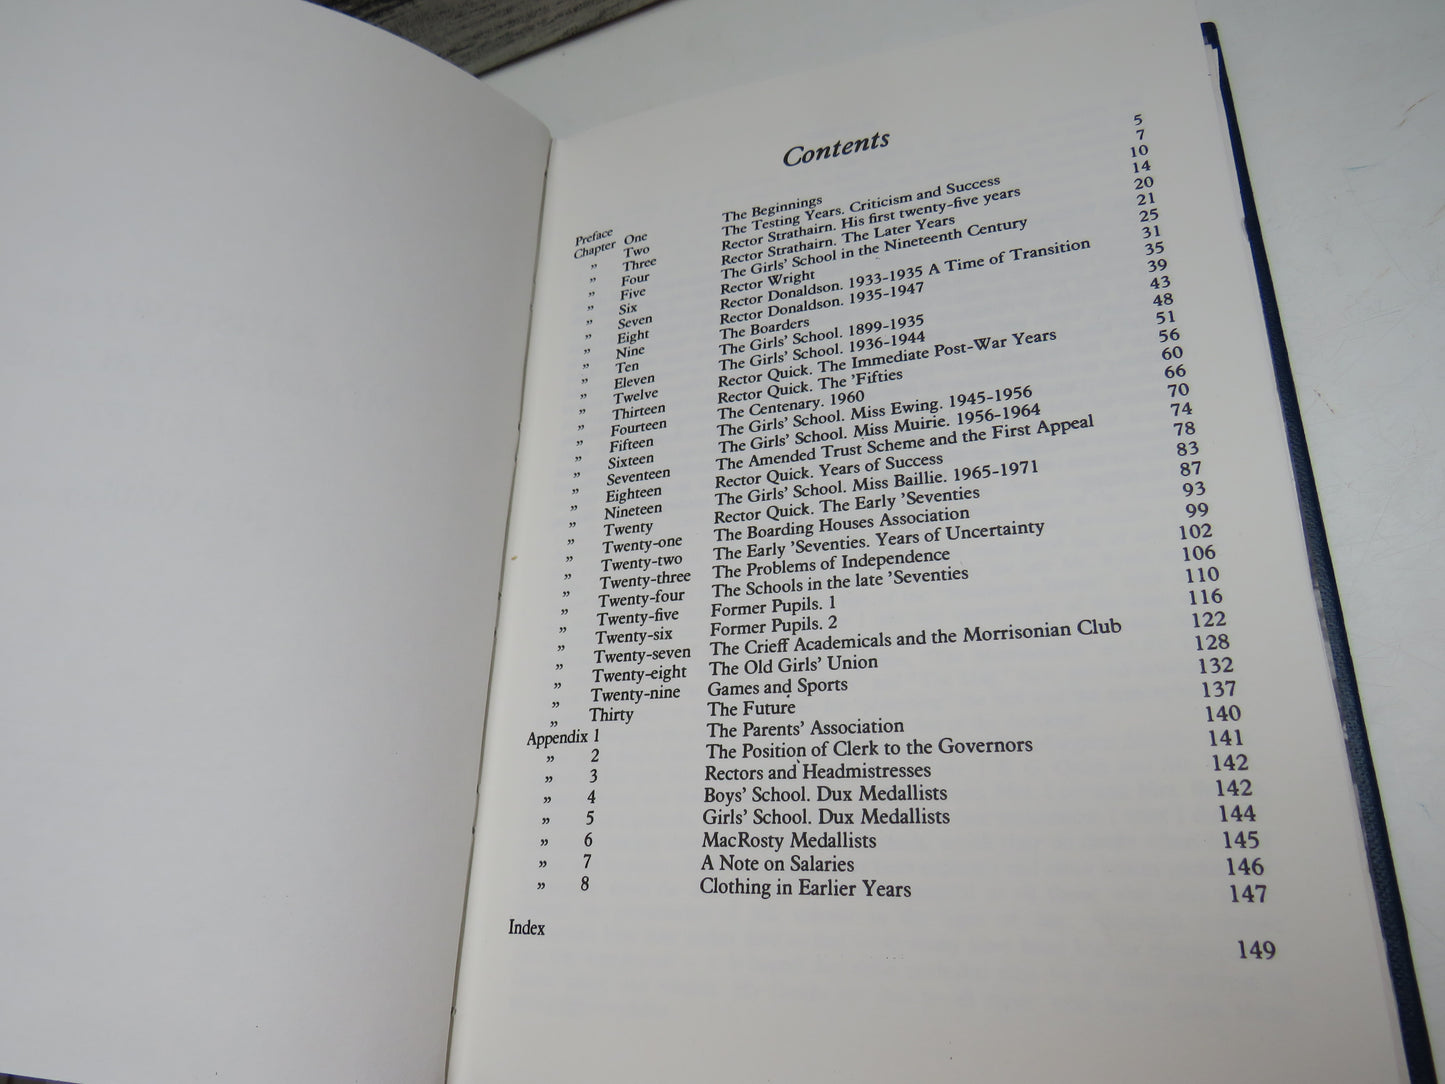 Contents
Preface 5
Chapter One The Beginnings 7
” Two The Testing Years. Criticism and Success 10
” Three Rector Strathairn. His first twenty-five years 14
” Four Rector Strathairn. The Later Years 20
” Five The Girls’ School in the Nineteenth Century 21
” Six Rector Wright 25
” Seven Rector Donaldson. 1933-1935 A Time of Transition 31
” Eight Rector Donaldson. 1935-1947 35
” Nine The Boarders 39
” Ten The Girls’ School. 1899-1935 43
” Eleven The Girls’ School. 1936-1944 48
” Twelve Rector Quick. The Immediate Post-War Years 51
” Thirteen Rector Quick. The ’Fifties 56
” Fourteen The Centenary. 1960 60
” Fifteen The Girls’ School. Miss Ewing. 1945-1956 66
” Sixteen The Girls’ School. Miss Muirie. 1956-1964 70
” Seventeen The Amended Trust Scheme and the First Appeal 74
” Eighteen Rector Quick. Years of Success 78
” Nineteen The Girls’ School. Miss Baillie. 1965-1971 83
” Twenty Rector Quick. The Early ’Seventies 87
” Twenty-one The Boarding Houses Association 93
” Twenty-two The Early ’Seventies. Years of Uncertainty 99
” Twenty-three The Problems of Independence 102
” Twenty-four The Schools in the late ’Seventies 106
” Twenty-five Former Pupils. 1 110
” Twenty-six Former Pupils. 2 116
” Twenty-seven The Crieff Academicals and the Morrisonian Club 122
” Twenty-eight The Old Girls’ Union 128
” Twenty-nine Games and Sports 132
” Thirty The Future 137
Appendix 1 The Parents’ Association 140
” 2 The Position of Clerk to the Governors 141
” 3 Rectors and Headmistresses 142
” 4 Boys’ School. Dux Medallists 142
” 5 Girls’ School. Dux Medallists 144
” 6 MacRosty Medallists 145
” 7 A Note on Salaries 146
” 8 Clothing in Earlier Years 147
Index 149